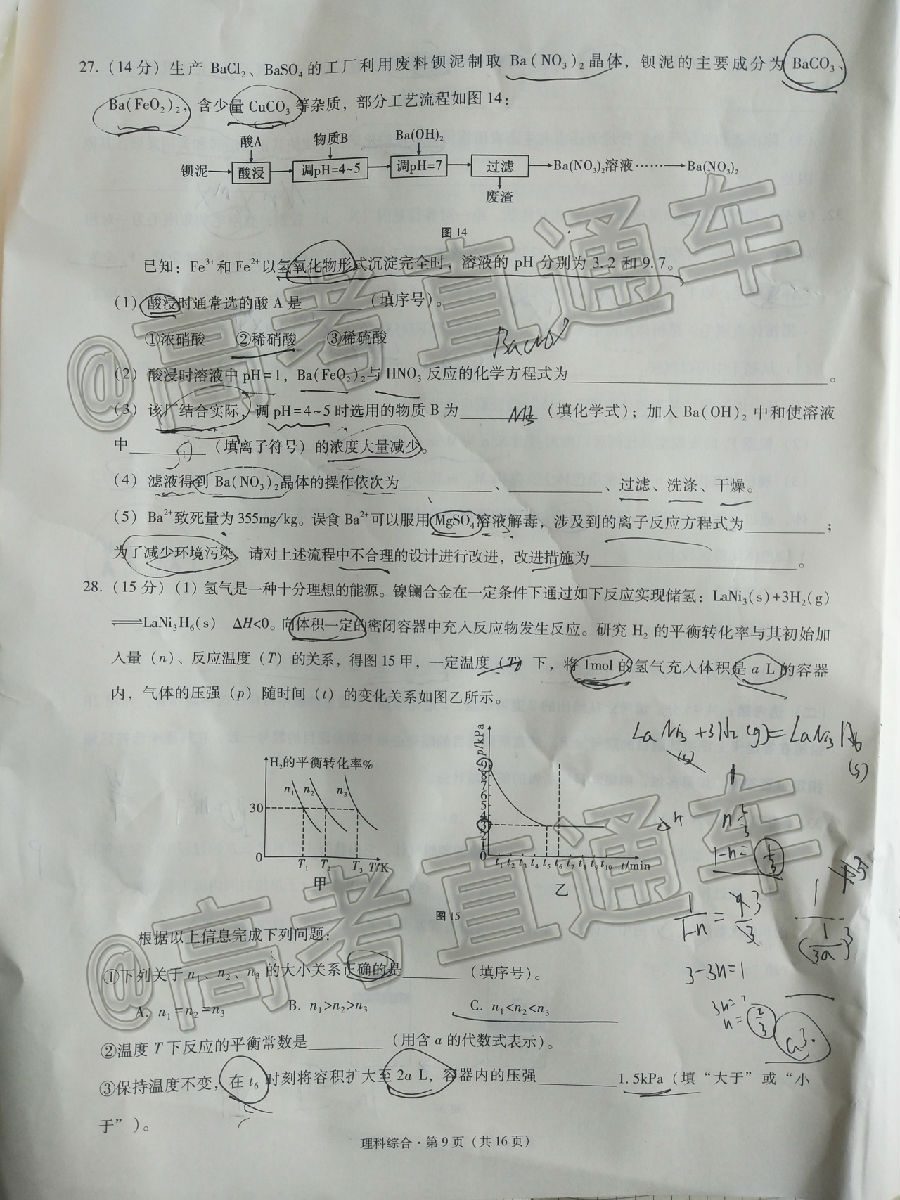 27. (14分) 生产 BaCl₂、BaSO₄的工厂利用废料钡泥制取 Ba(NO₃)₂晶体，钡泥的主要成分为 BaCO₃、
Ba(FeO₂)₂，含少量 CuCO₃ 等杂质，部分工艺流程如图14：
酸A 物质B Ba(OH)₂
钡泥 酸浸 调pH=4~5 调pH=7 过滤 Ba(NO₃)₂溶液 …… Ba(NO₃)₂
废渣
图14
已知：Fe³⁺和Fe²⁺以氢氧化物形式沉淀完全时，溶液的pH分别为3.2和9.7。
(1) 酸浸时通常选的酸A是______（填序号）。
①浓硝酸 ②稀硝酸 ③稀硫酸
(2) 酸浸时溶液中pH=1，Ba(FeO₂)₂与HNO₃反应的化学方程式为______。
(3) 该厂结合实际，调pH=4~5时选用的物质B为______（填化学式）；加入Ba(OH)₂中和使溶液
中______（填离子符号）的浓度大量减少。
(4) 滤液得到Ba(NO₃)₂晶体的操作依次为______、______、过滤、洗涤、干燥。
(5) Ba²⁺致死量为355mg/kg。误食Ba²⁺可以服用MgSO₄溶液解毒，涉及到的离子反应方程式为______；
为了减少环境污染，请对上述流程中不合理的设计进行改进，改进措施为______。
28. (15分) (1) 氢气是一种十分理想的能源。镍镧合金在一定条件下通过如下反应实现储氢：LaNi₃(s)+3H₂(g)
⇌LaNi₃H₆(s) ΔH<0。向体积一定的密闭容器中充入反应物发生反应。研究H₂的平衡转化率与其初始加
入量（n）、反应温度（T）的关系，得图15甲，一定温度（T）下，将1mol的氢气充入体积是a L的容器
内，气体的压强（p）随时间（t）的变化关系如图乙所示。
LaNi₃+3H₂(g)=LaNi₃H₆
(s) (s)
H₂的平衡转化率%
n₁ n₂ n₃
30
0 T₁ T₂ T₃ T/K
甲
p/kPa
t₁ t₂ t₃ t₄ t₅ t₆ t₇ t₈ t₉ t₁₀ t/min
乙
图15
3-3n=1
根据以上信息完成下列问题：
①下列关于n₁、n₂、n₃的大小关系正确的是______（填序号）。
A. n₁=n₂=n₃ B. n₁>n₂>n₃ C. n₁<n₂<n₃
②温度T下反应的平衡常数是______（用含a的代数式表示）。
③保持温度不变，在t₆时刻将容积扩大至2a L，容器内的压强______1.5kPa（填“大于”或“小
于”）。
理科综合·第9页（共16页）
@高考直通车
@高考直通车